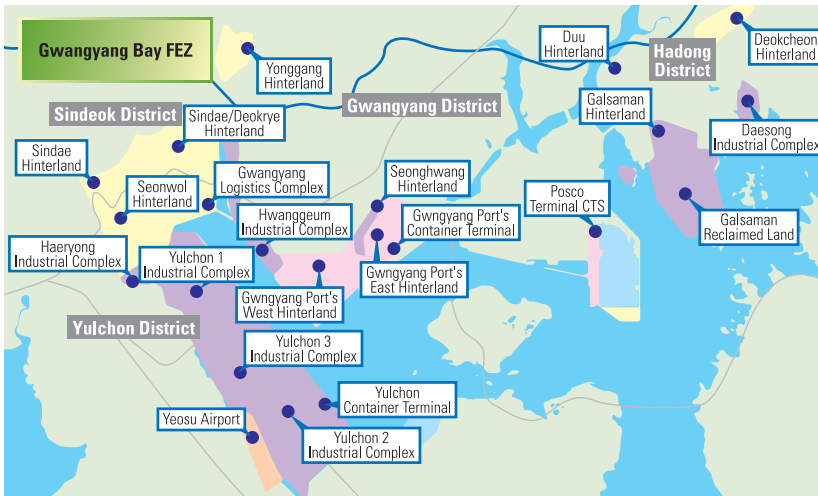 Gwangyang Bay FEZ
Yonggang
Hinterland
Duu
Hinterland
Hadong
District
Deokcheon
Hinterland
Sindeok District
Sindae/Deokrye
Hinterland
Gwangyang District
Galsaman
Hinterland
Daesong
Industrial Complex
Sindae
Hinterland
Seonwol
Hinterland
Gwangyang
Logistics Complex
Seonghwang
Hinterland
Posco
Terminal CTS
Hwanggeum
Industrial Complex
Gwngyang Port's
Container Terminal
Galsaman
Reclaimed Land
Haeryong
Industrial Complex
Yulchon 1
Industrial Complex
Gwngyang Port's
West Hinterland
Gwngyang Port's
East Hinterland
Yulchon District
Yulchon 3
Industrial Complex
Yulchon
Container Terminal
Yeosu Airport
Yulchon 2
Industrial Complex